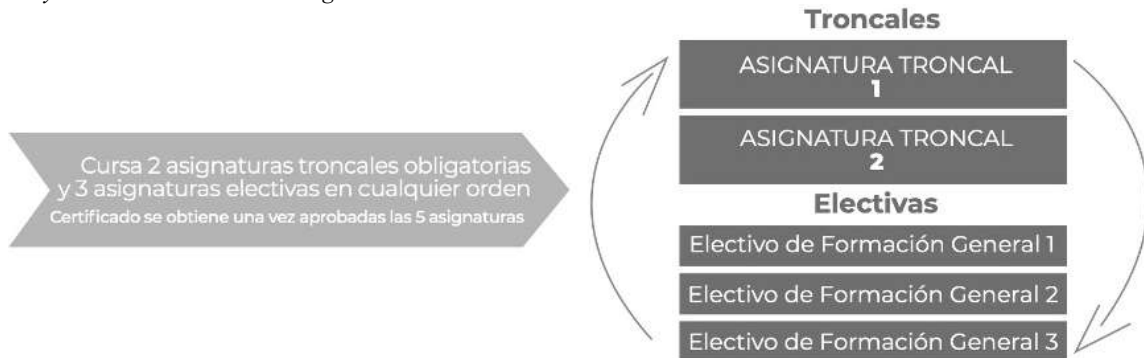 Troncales
ASIGNATURA TRONCAL
1
ASIGNATURA TRONCAL
2
Cursa 2 asignaturas troncales obligatorias
y 3 asignaturas electivas en cualquier orden
Certificado se obtiene una vez aprobadas las 5 asignaturas
Electivas
Electivo de Formación General 1
Electivo de Formación General 2
Electivo de Formación General 3